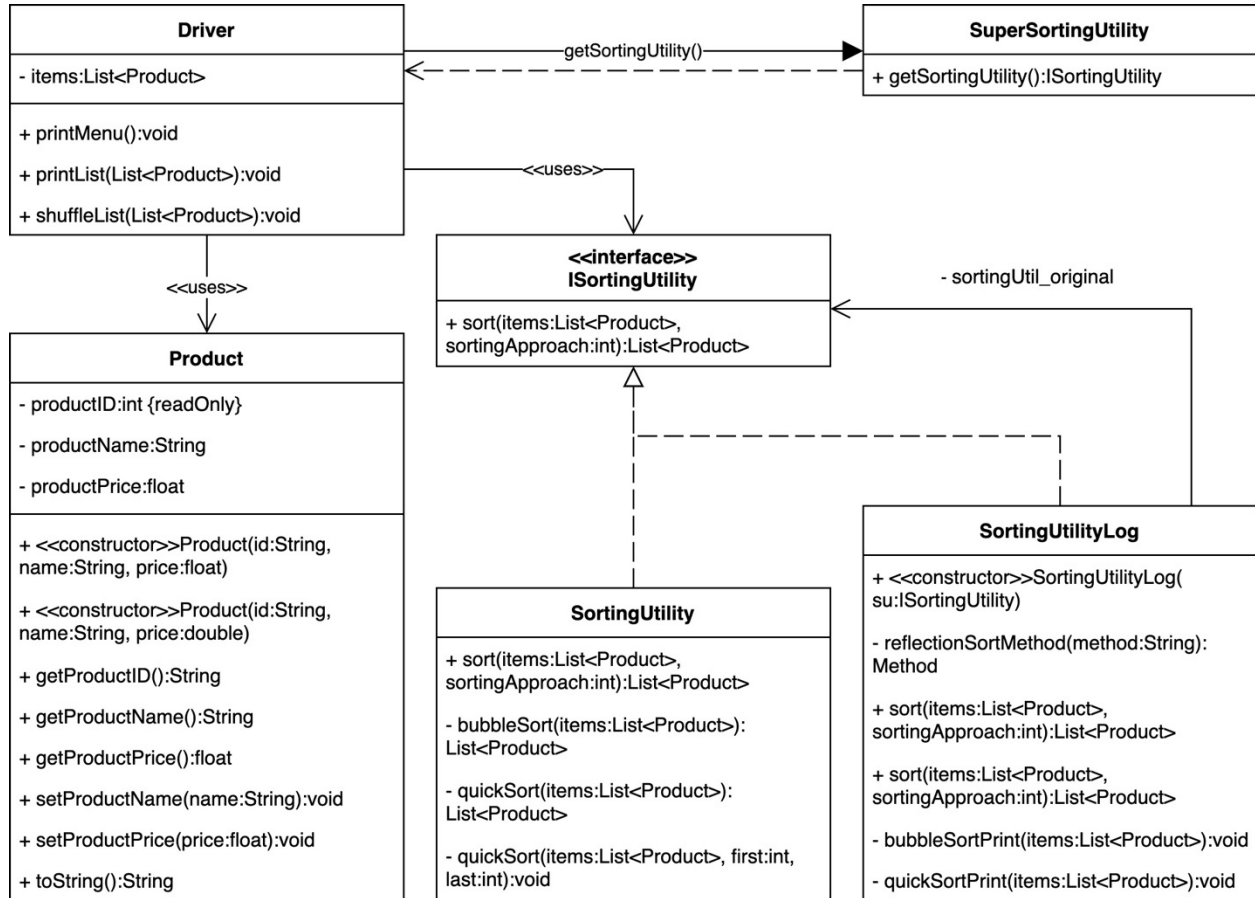 Driver
- items:List<Product>
+ printMenu():void
+ printList(List<Product>):void
+ shuffleList(List<Product>):void
getSortingUtility()
SuperSortingUtility
+ getSortingUtility():ISortingUtility
<<uses>>
<<uses>>
<<interface>>
ISortingUtility
+ sort(items:List<Product>,
sortingApproach:int):List<Product>
- sortingUtil_original
Product
- productID:int {readOnly}
- productName:String
- productPrice:float
+ <<constructor>>Product(id:String,
name:String, price:float)
+ <<constructor>>Product(id:String,
name:String, price:double)
+ getProductID():String
+ getProductName():String
+ getProductPrice():float
+ setProductName(name:String):void
+ setProductPrice(price:float):void
+ toString():String
SortingUtility
+ sort(items:List<Product>,
sortingApproach:int):List<Product>
- bubbleSort(items:List<Product>):
List<Product>
- quickSort(items:List<Product>):
List<Product>
- quickSort(items:List<Product>, first:int,
last:int):void
SortingUtilityLog
+ <<constructor>>SortingUtilityLog(
su:ISortingUtility)
- reflectionSortMethod(method:String):
Method
+ sort(items:List<Product>,
sortingApproach:int):List<Product>
+ sort(items:List<Product>,
sortingApproach:int):List<Product>
- bubbleSortPrint(items:List<Product>):void
- quickSortPrint(items:List<Product>):void